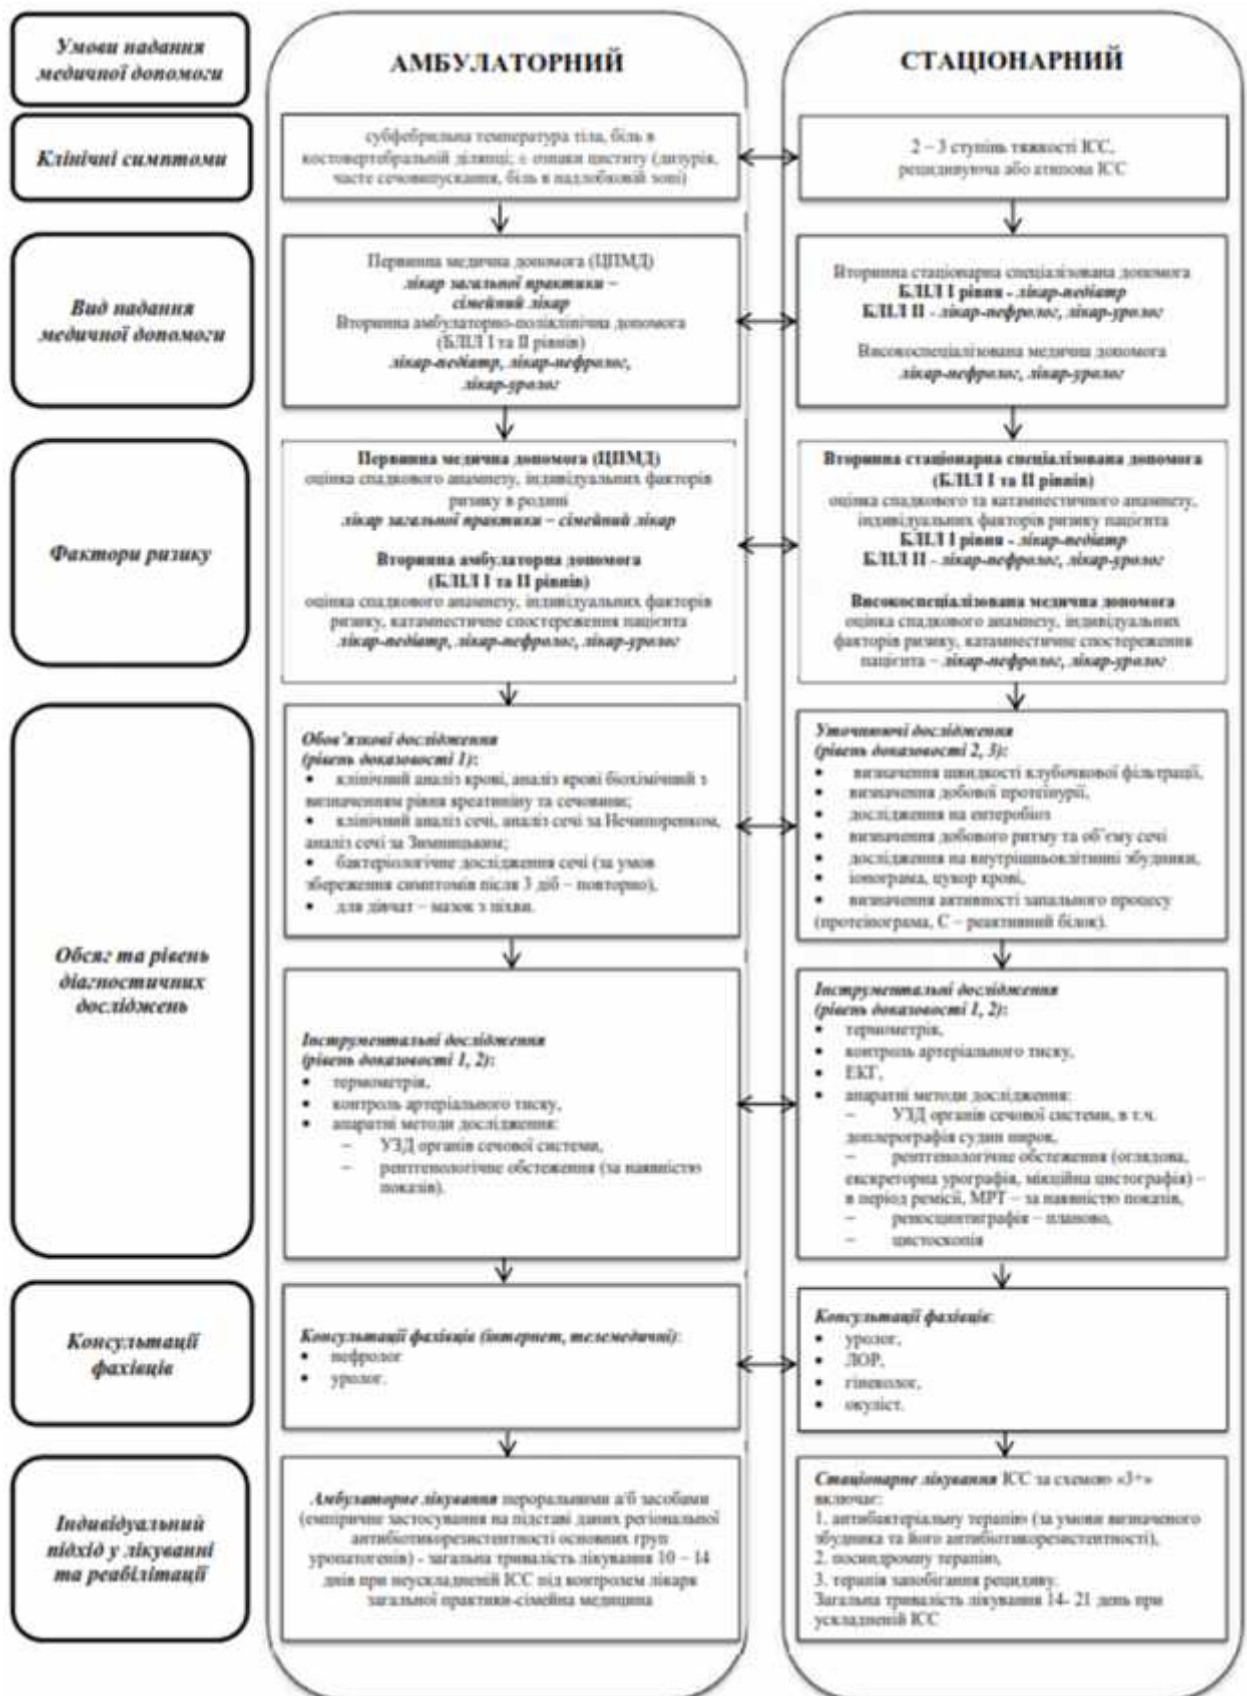 Умови надання
медичної допомоги
АМБУЛАТОРНИЙ
СТАЦІОНАРНИЙ
Клінічні симптоми
субфебрильна температура тіла, біль в
костовертебральній ділянці; ± ознаки циститу (дизурія,
часте сечовипускання, біль в надлобковій зоні)
2 – 3 ступінь тяжкості ІСС,
рецидивуюча або атипова ІСС
Вид надання
медичної допомоги
Первинна медична допомога (ЦПМД)
лікар загальної практики –
сімейний лікар
Вторинна амбулаторно-поліклінічна допомога
(БЛІЛ І та ІІ рівнів)
лікар-педіатр, лікар-нефролог,
лікар-уролог
Вторинна стаціонарна спеціалізована допомога
БЛІЛ І рівня - лікар-педіатр
БЛІЛ ІІ - лікар-нефролог, лікар-уролог
Високоспеціалізована медична допомога
лікар-нефролог, лікар-уролог
Фактори ризику
Первинна медична допомога (ЦПМД)
оцінка спадкового анамнезу, індивідуальних факторів
ризику в родині
лікар загальної практики – сімейний лікар
Вторинна амбулаторна допомога
(БЛІЛ І та ІІ рівнів)
оцінка спадкового анамнезу, індивідуальних факторів
ризику, катамнестичне спостереження пацієнта
лікар-педіатр, лікар-нефролог, лікар-уролог
Вторинна стаціонарна спеціалізована допомога
(БЛІЛ І та ІІ рівнів)
оцінка спадкового та катамнестичного анамнезу,
індивідуальних факторів ризику пацієнта
БЛІЛ І рівня - лікар-педіатр
БЛІЛ ІІ - лікар-нефролог, лікар-уролог
Високоспеціалізована медична допомога
оцінка спадкового анамнезу, індивідуальних
факторів ризику, катамнестичне спостереження
пацієнта – лікар-нефролог, лікар-уролог
Обсяг та рівень
діагностичних
досліджень
Обов'язкові дослідження
(рівень доказовості 1):
• клінічний аналіз крові, аналіз крові біохімічний з
визначенням рівня креатиніну та сечовини;
• клінічний аналіз сечі, аналіз сечі за Нечипоренком,
аналіз сечі за Зимницьким;
• бактеріологічне дослідження сечі (за умов
збереження симптомів після 3 діб – повторно),
• для дівчат – мазок з піхви.
Уточнюючі дослідження
(рівень доказовості 2, 3):
• визначення швидкості клубочкової фільтрації,
• визначення добової протеїнурії,
• дослідження на ентеробіоз
• визначення добового ритму та об'єму сечі
• дослідження на внутрішньоклітинні збудники,
• іонограма, цукор крові,
• визначення активності запального процесу
(протеінограма, С – реактивний білок).
Інструментальні дослідження
(рівень доказовості 1, 2):
• термометрія,
• контроль артеріального тиску,
• апаратні методи дослідження:
– УЗД органів сечової системи,
– рентгенологічне обстеження (за наявністю
показів).
Інструментальні дослідження
(рівень доказовості 1, 2):
• термометрія,
• контроль артеріального тиску,
• ЕКГ,
• апаратні методи дослідження:
– УЗД органів сечової системи, в т.ч.
доплерографія судин нирок,
– рентгенологічне обстеження (оглядова,
екскреторна урографія, мікційна цистографія) –
в період ремісії, МРТ – за наявністю показів,
– реносцинтиграфія – планово,
– цистоскопія
Консультації
фахівців
Консультації фахівців (інтернет, телемедичні):
• нефролог
• уролог.
Консультації фахівців:
• уролог,
• ЛОР,
• гінеколог,
• окуліст.
Індивідуальний
підхід у лікуванні
та реабілітації
Амбулаторне лікування пероральними а/б засобами
(емпіричне застосування на підставі даних регіональної
антибіотикорезистентності основних груп
уропатогенів) - загальна тривалість лікування 10 – 14
днів при неускладненій ІСС під контролем лікаря
загальної практики-сімейна медицина
Стаціонарне лікування ІСС за схемою «3+»
включає:
1. антибактеріальну терапію (за умови визначеного
збудника та його антибіотикорезистентності),
2. посиндромну терапію,
3. терапія запобігання рецидиву.
Загальна тривалість лікування 14- 21 день при
ускладненій ІСС